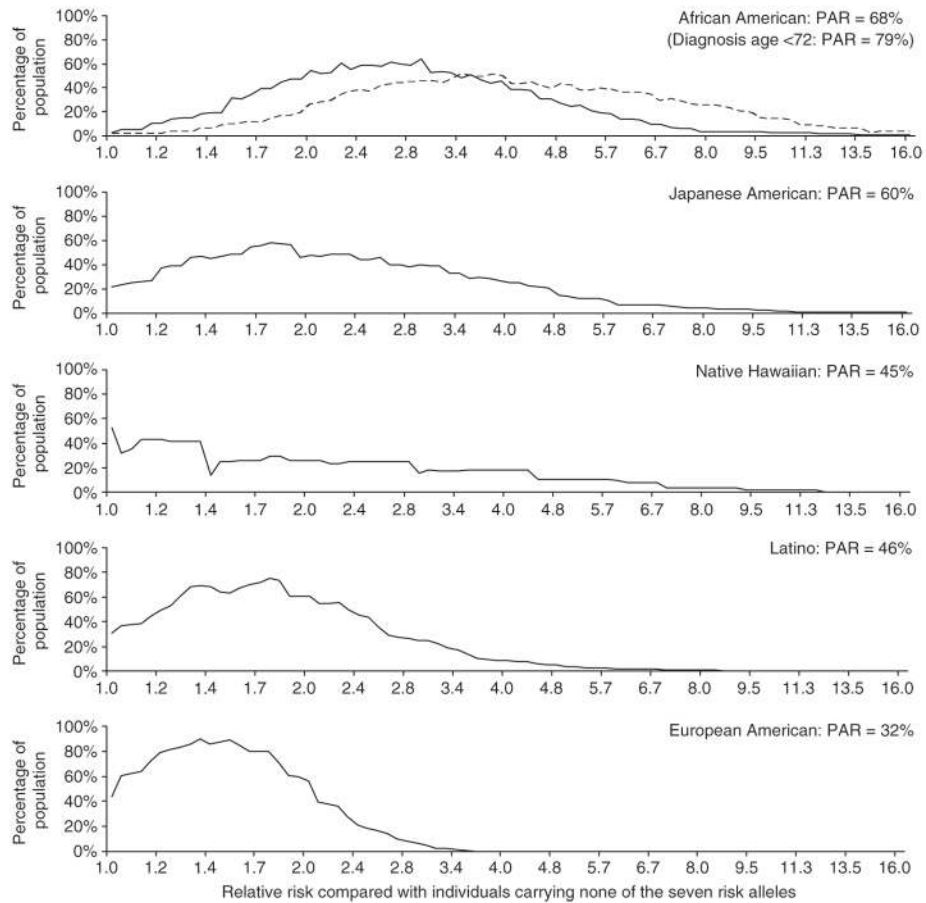 African American: PAR = 68%
(Diagnosis age <72: PAR = 79%)
Percentage of
population
100%
80%
60%
40%
20%
0%
1.0 1.2 1.4 1.7 2.0 2.4 2.8 3.4 4.0 4.8 5.7 6.7 8.0 9.5 11.3 13.5 16.0
Japanese American: PAR = 60%
Percentage of
population
100%
80%
60%
40%
20%
0%
1.0 1.2 1.4 1.7 2.0 2.4 2.8 3.4 4.0 4.8 5.7 6.7 8.0 9.5 11.3 13.5 16.0
Native Hawaiian: PAR = 45%
Percentage of
population
100%
80%
60%
40%
20%
0%
1.0 1.2 1.4 1.7 2.0 2.4 2.8 3.4 4.0 4.8 5.7 6.7 8.0 9.5 11.3 13.5 16.0
Latino: PAR = 46%
Percentage of
population
100%
80%
60%
40%
20%
0%
1.0 1.2 1.4 1.7 2.0 2.4 2.8 3.4 4.0 4.8 5.7 6.7 8.0 9.5 11.3 13.5 16.0
European American: PAR = 32%
Percentage of
population
100%
80%
60%
40%
20%
0%
1.0 1.2 1.4 1.7 2.0 2.4 2.8 3.4 4.0 4.8 5.7 6.7 8.0 9.5 11.3 13.5 16.0
Relative risk compared with individuals carrying none of the seven risk alleles